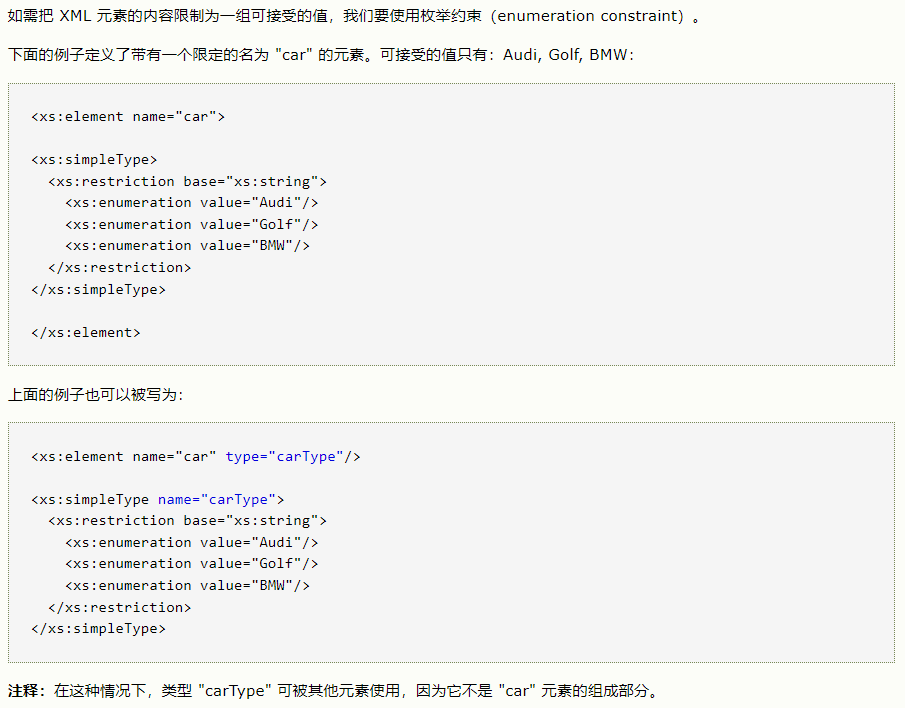 如需把 XML 元素的内容限制为一组可接受的值，我们要使用枚举约束（enumeration constraint）。
下面的例子定义了带有一个限定的名为 "car" 的元素。可接受的值只有：Audi, Golf, BMW：
<xs:element name="car">
<xs:simpleType>
  <xs:restriction base="xs:string">
    <xs:enumeration value="Audi"/>
    <xs:enumeration value="Golf"/>
    <xs:enumeration value="BMW"/>
  </xs:restriction>
</xs:simpleType>
</xs:element>
上面的例子也可以被写为：
<xs:element name="car" type="carType"/>
<xs:simpleType name="carType">
  <xs:restriction base="xs:string">
    <xs:enumeration value="Audi"/>
    <xs:enumeration value="Golf"/>
    <xs:enumeration value="BMW"/>
  </xs:restriction>
</xs:simpleType>
注释：在这种情况下，类型 "carType" 可被其他元素使用，因为它不是 "car" 元素的组成部分。